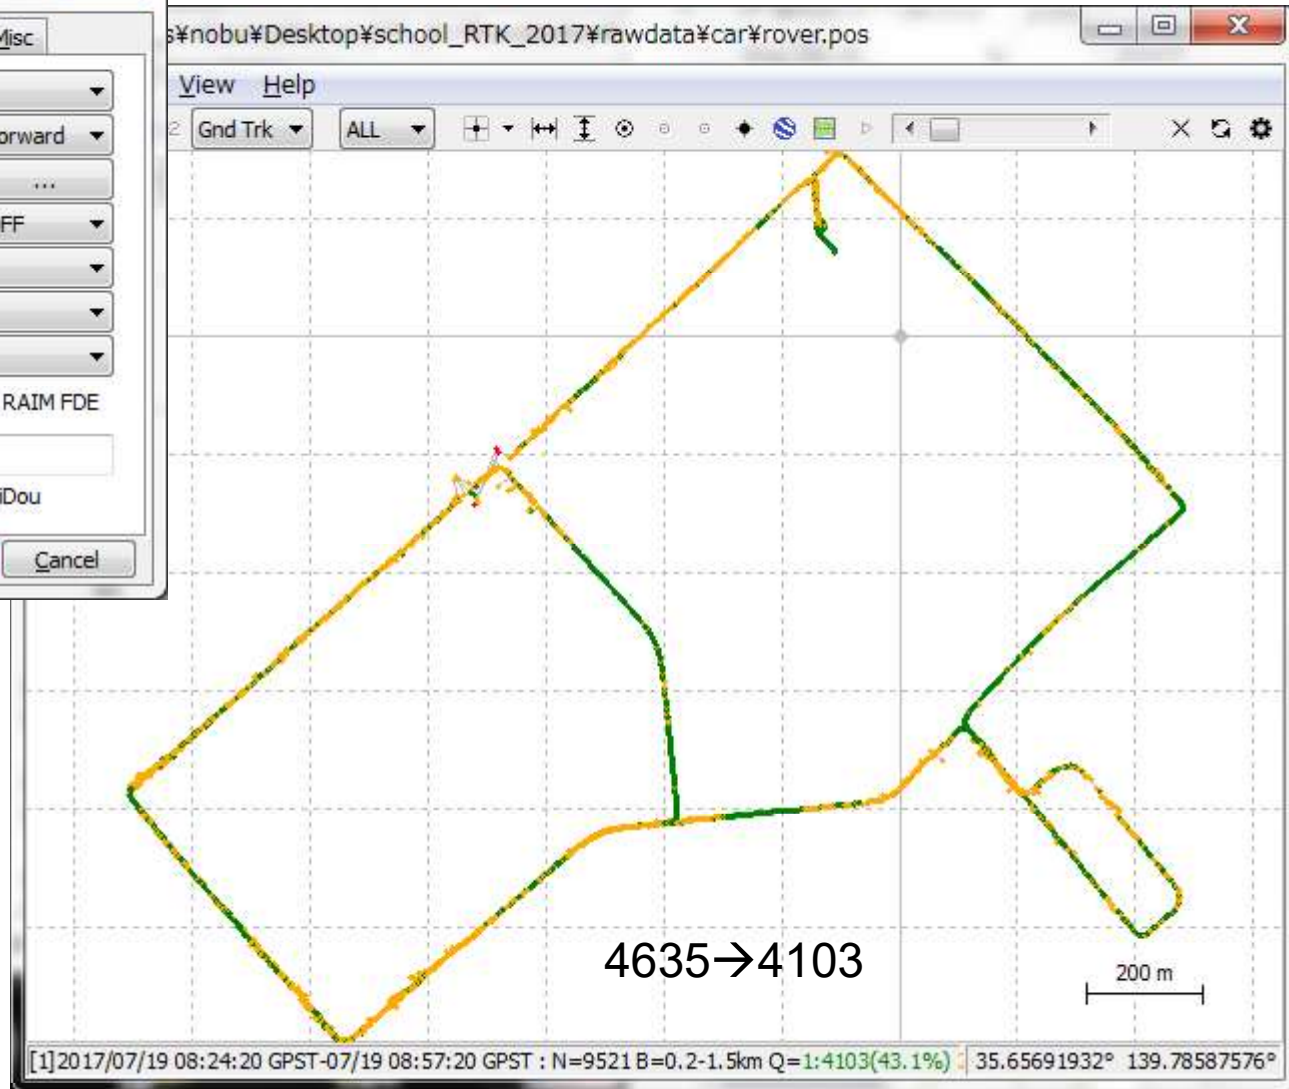 Misc
s¥nobu¥Desktop¥school_RTK_2017¥rawdata¥car¥rover.pos
View Help
orward
2 Gnd Trk ALL
...
FF
RAIM FDE
iDou
Cancel
4635→4103
200 m
[1]2017/07/19 08:24:20 GPST-07/19 08:57:20 GPST : N=9521 B=0.2-1.5km Q=1:4103(43.1%) 35.65691932° 139.78587576°